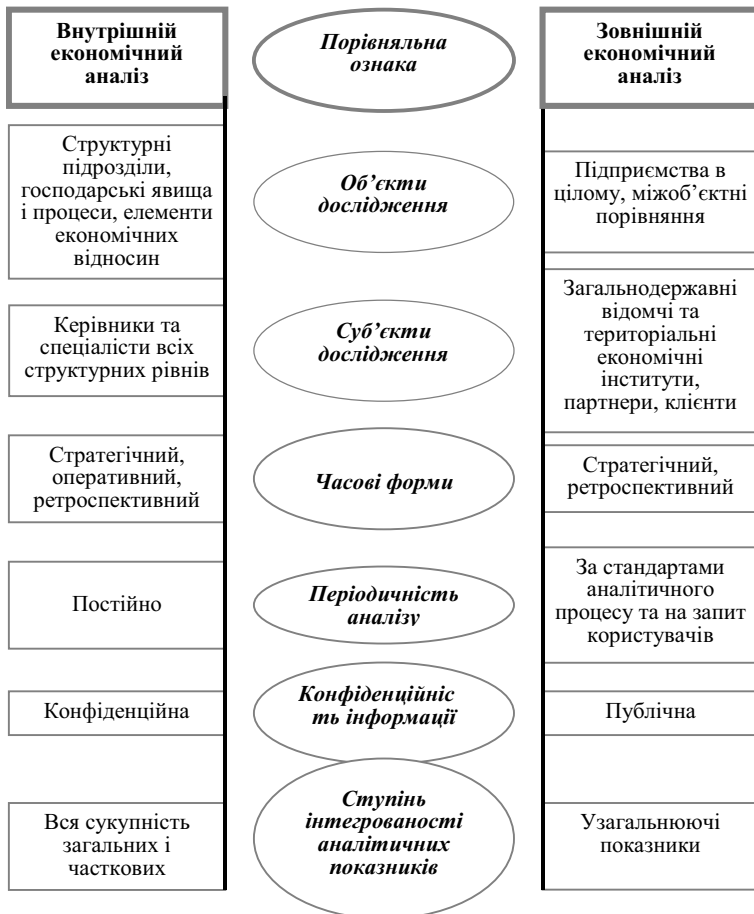 Внутрішній
економічний
аналіз
Порівняльна
ознака
Зовнішній
економічний
аналіз
Структурні
підрозділи,
господарські явища
і процеси, елементи
економічних
відносин
Об’єкти
дослідження
Підприємства в
цілому, міжоб’єктні
порівняння
Керівники та
спеціалісти всіх
структурних рівнів
Суб’єкти
дослідження
Загальнодержавні
відомчі та
територіальні
економічні
інститути,
партнери, клієнти
Стратегічний,
оперативний,
ретроспективний
Часові форми
Стратегічний,
ретроспективний
Постійно
Періодичність
аналізу
За стандартами
аналітичного
процесу та на запит
користувачів
Конфіденційна
Конфіденційніс
ть інформації
Публічна
Вся сукупність
загальних і
часткових
Ступінь
інтегрованості
аналітичних
показників
Узагальнюючі
показники